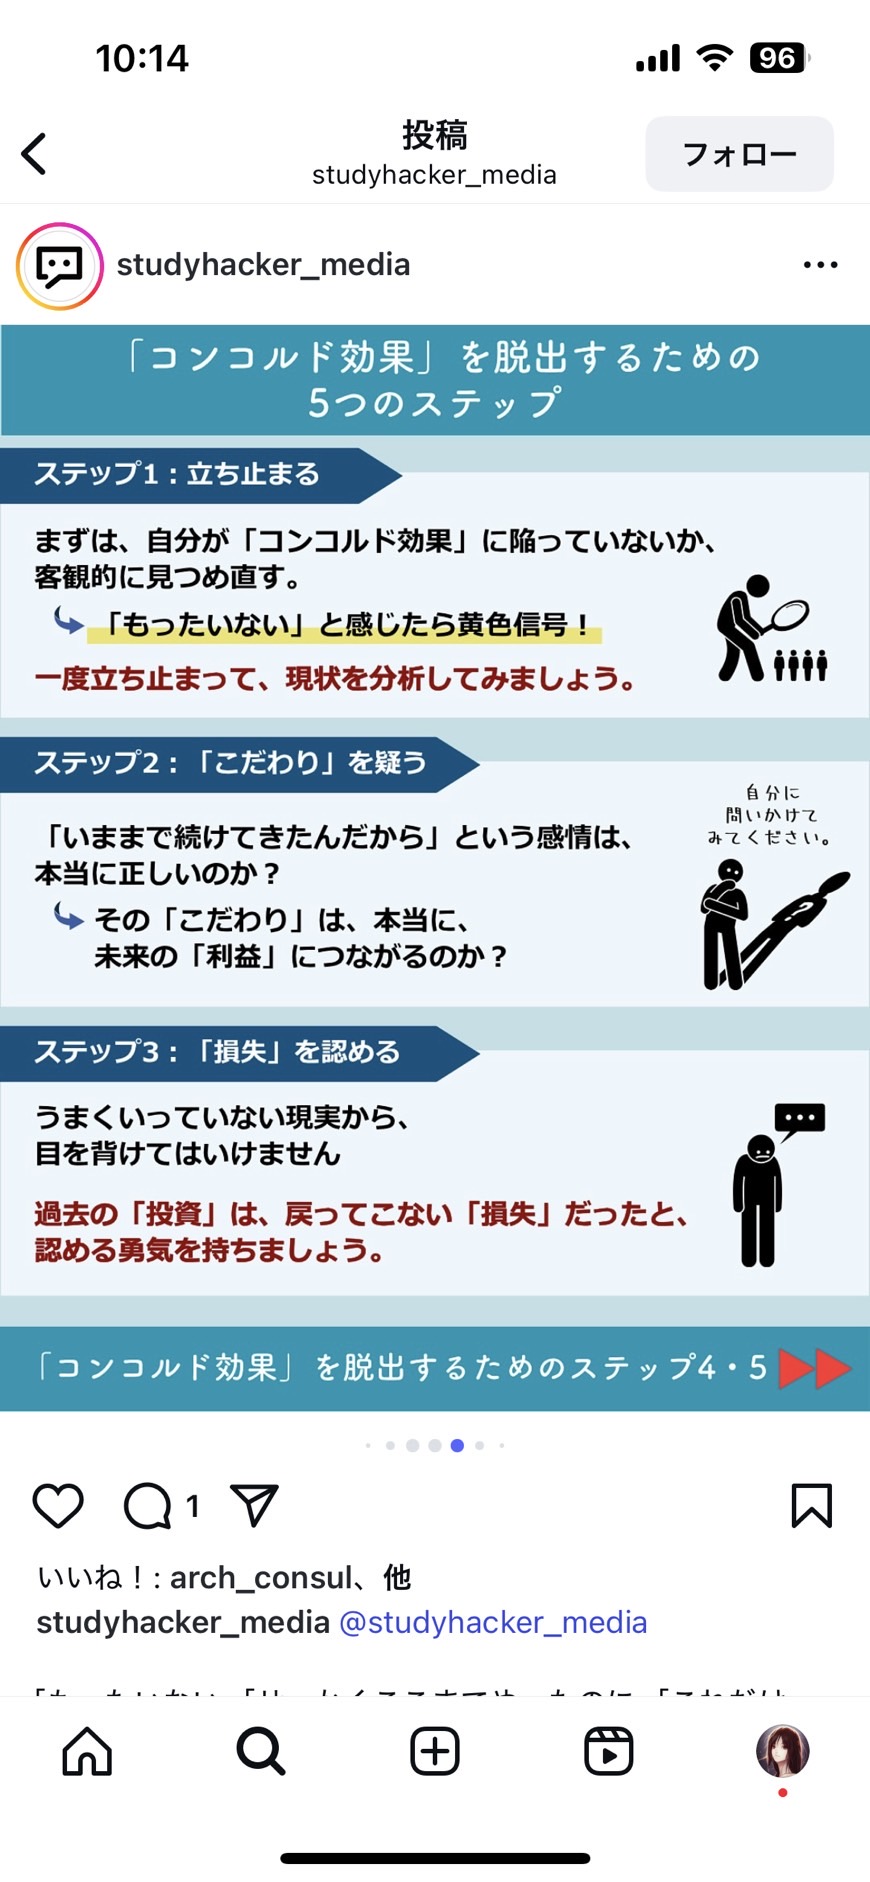 10:14
96
投稿
studyhacker_media
フォロー
studyhacker_media
「コンコルド効果」を脱出するための
5つのステップ
ステップ1：立ち止まる
まずは、自分が「コンコルド効果」に陥っていないか、
客観的に見つめ直す。
「もったいない」と感じたら黄色信号！
一度立ち止まって、現状を分析してみましょう。
ステップ2：「こだわり」を疑う
自分に
問いかけて
みてください。
「いままで続けてきたんだから」という感情は、
本当に正しいのか？
その「こだわり」は、本当に、
未来の「利益」につながるのか？
ステップ3：「損失」を認める
うまくいっていない現実から、
目を背けてはいけません
過去の「投資」は、戻ってこない「損失」だったと、
認める勇気を持ちましょう。
「コンコルド効果」を脱出するためのステップ4・5
1
いいね！: arch_consul、他
studyhacker_media @studyhacker_media